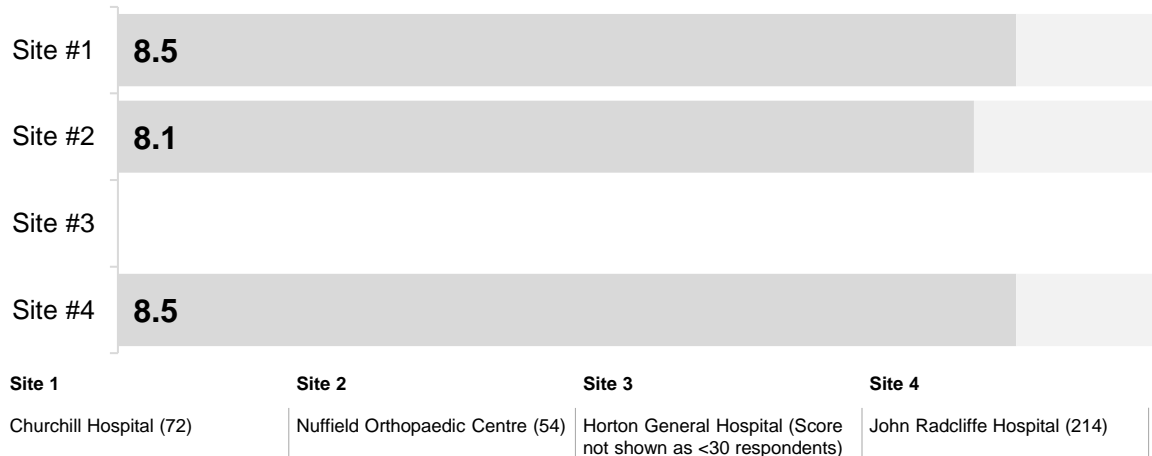 Site #1
8.5
Site #2
8.1
Site #3
Site #4
8.5
Site 1
Churchill Hospital (72)
Site 2
Nuffield Orthopaedic Centre (54)
Site 3
Horton General Hospital (Score
not shown as <30 respondents)
Site 4
John Radcliffe Hospital (214)